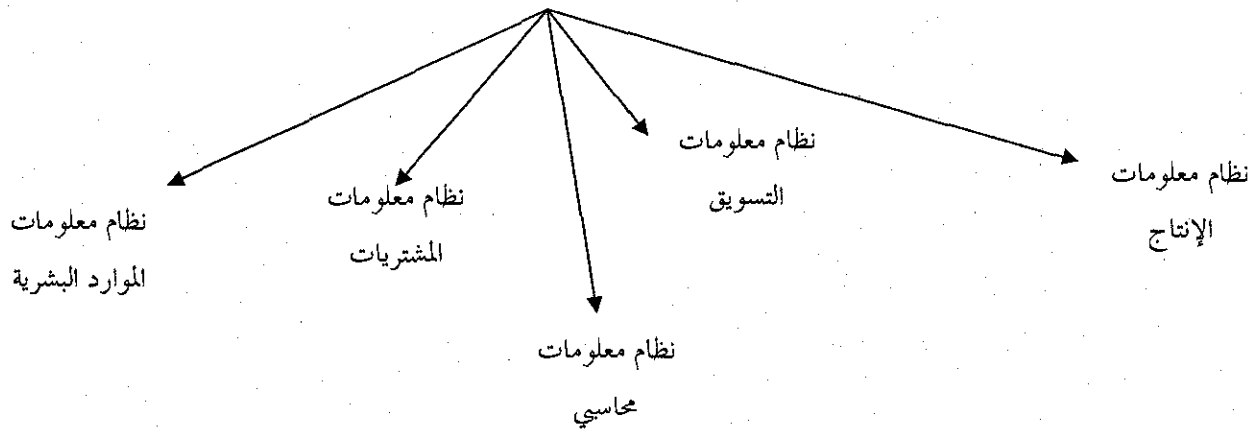 نظام معلومات
الإنتاج
نظام معلومات
التسويق
نظام معلومات
محاسبي
نظام معلومات
المشتريات
نظام معلومات
الموارد البشرية